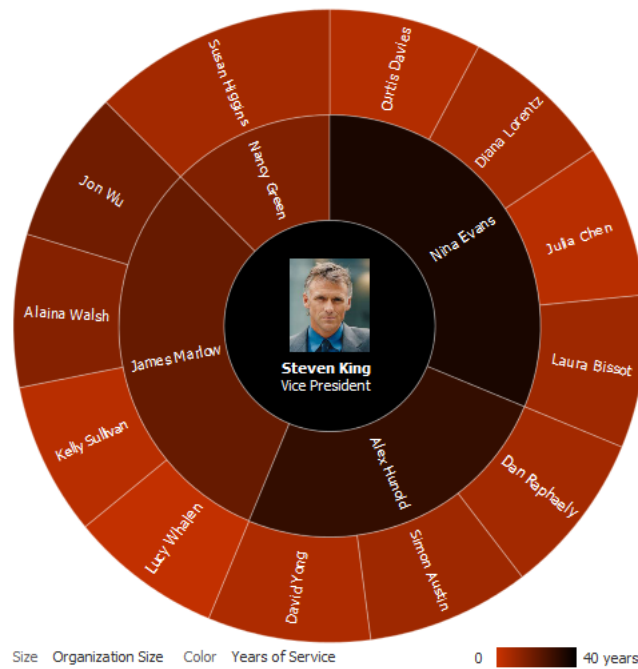 Susan Higgins
Curtis Davies
Diana Lorentz
Julia Chen
Laura Bissot
Dan Raphaely
Simon Austin
David Yong
Lucy Whalen
Kelly Sullivan
Alaina Walsh
Jon Wu
Nancy Green
Nina Evans
Alex Hunold
James Marlow
Steven King
Vice President
Size Organization Size Color Years of Service 0 40 years